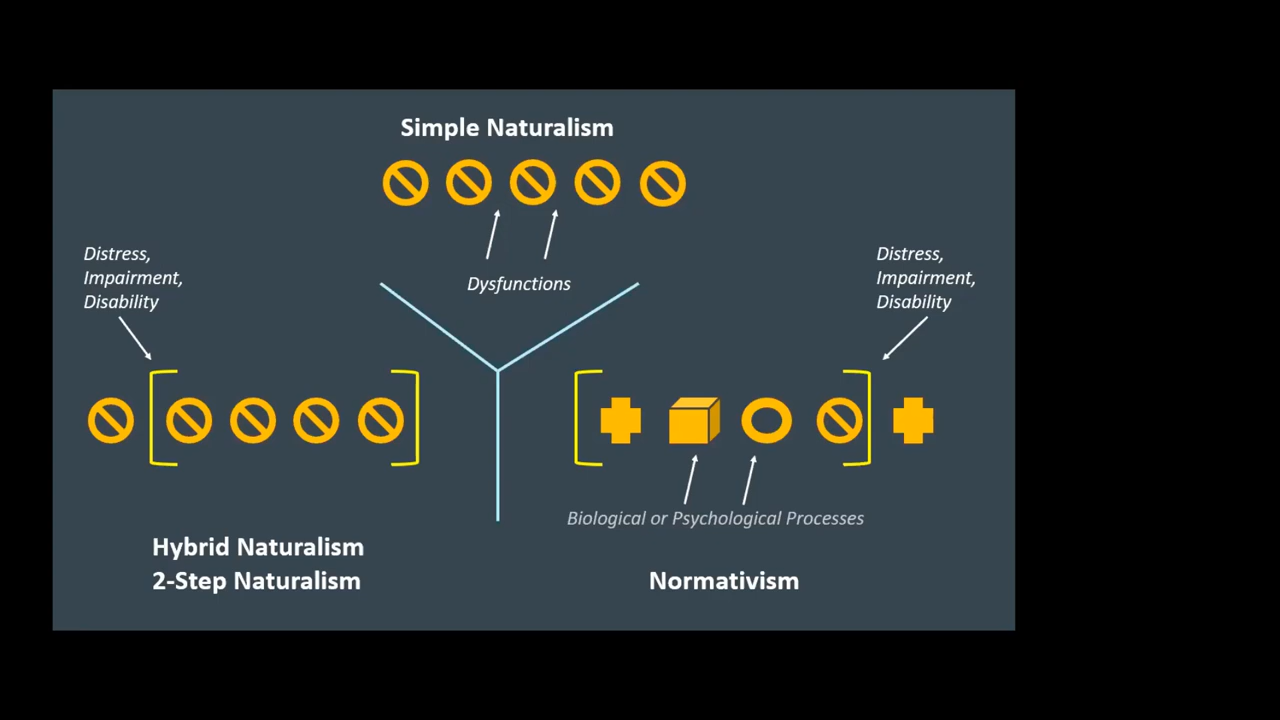 Simple Naturalism
Distress,
Impairment,
Disability
Dysfunctions
Distress,
Impairment,
Disability
Biological or Psychological Processes
Hybrid Naturalism
2-Step Naturalism
Normativism